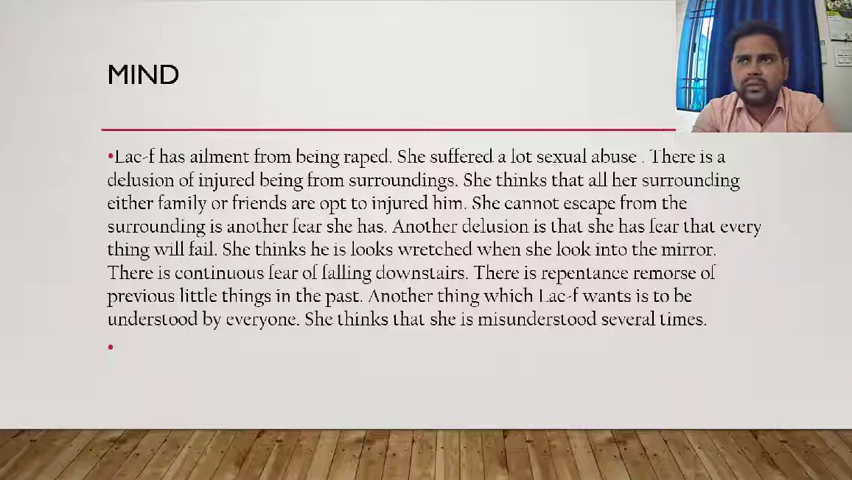 MIND
•Lac-f has ailment from being raped. She suffered a lot sexual abuse . There is a
delusion of injured being from surroundings. She thinks that all her surrounding
either family or friends are opt to injured him. She cannot escape from the
surrounding is another fear she has. Another delusion is that she has fear that every
thing will fail. She thinks he is looks wretched when she look into the mirror.
There is continuous fear of falling downstairs. There is repentance remorse of
previous little things in the past. Another thing which Lac-f wants is to be
understood by everyone. She thinks that she is misunderstood several times.
•